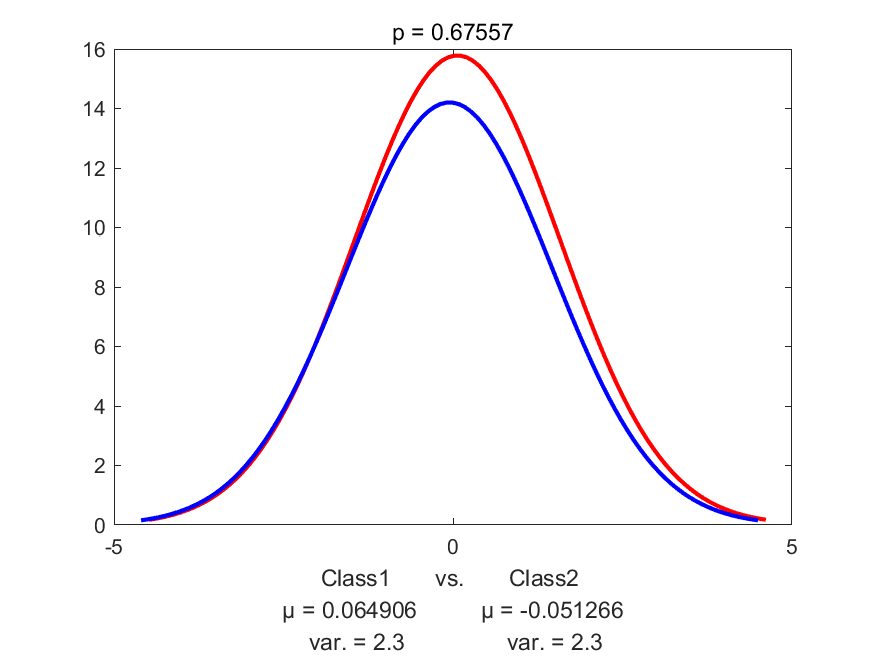 p = 0.67557
16
14
12
10
8
6
4
2
0
-5 0 5
Class1 vs. Class2
μ = 0.064906 μ = -0.051266
var. = 2.3 var. = 2.3